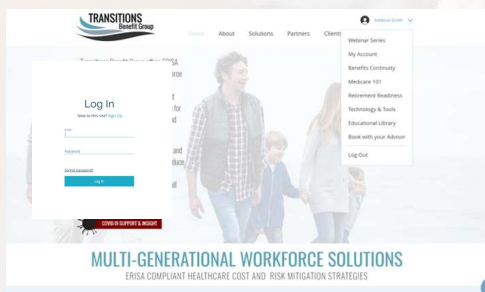 TRANSITIONS
Benefit Group
Home About Solutions Partners Clients
Addison Smith
Webinar Series
My Account
Benefits Continuity
Medicare 101
Retirement Readiness
Technology & Tools
Educational Library
Book with your Advisor
Log Out
Log In
New to this site? Sign Up
Email
Password
Forgot password?
Log In
and
COVID 19 SUPPORT & INSIGHT
MULTI-GENERATIONAL WORKFORCE SOLUTIONS
ERISA COMPLIANT HEALTHCARE COST AND RISK MITIGATION STRATEGIES